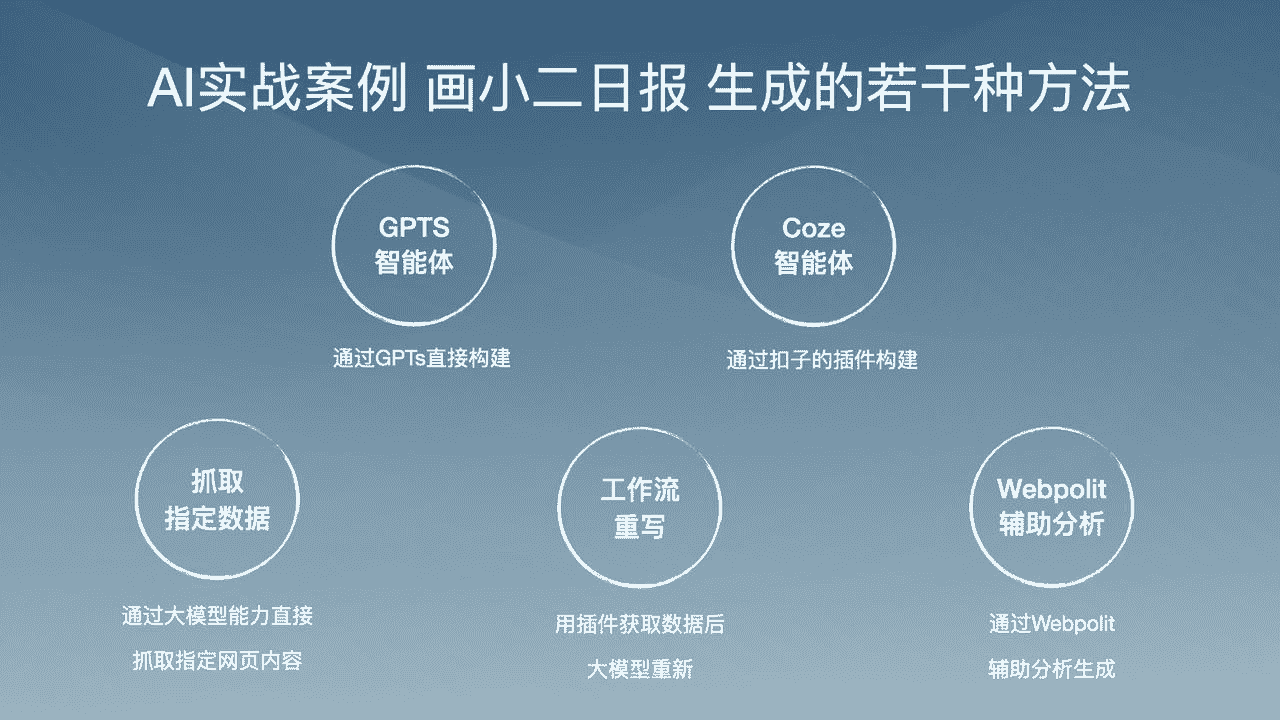 AI实战案例 画小二日报 生成的若干种方法
GPTS
智能体
通过GPTs直接构建
Coze
智能体
通过扣子的插件构建
抓取
指定数据
通过大模型能力直接
抓取指定网页内容
工作流
重写
用插件获取数据后
大模型重新
Webpolit
辅助分析
通过Webpolit
辅助分析生成